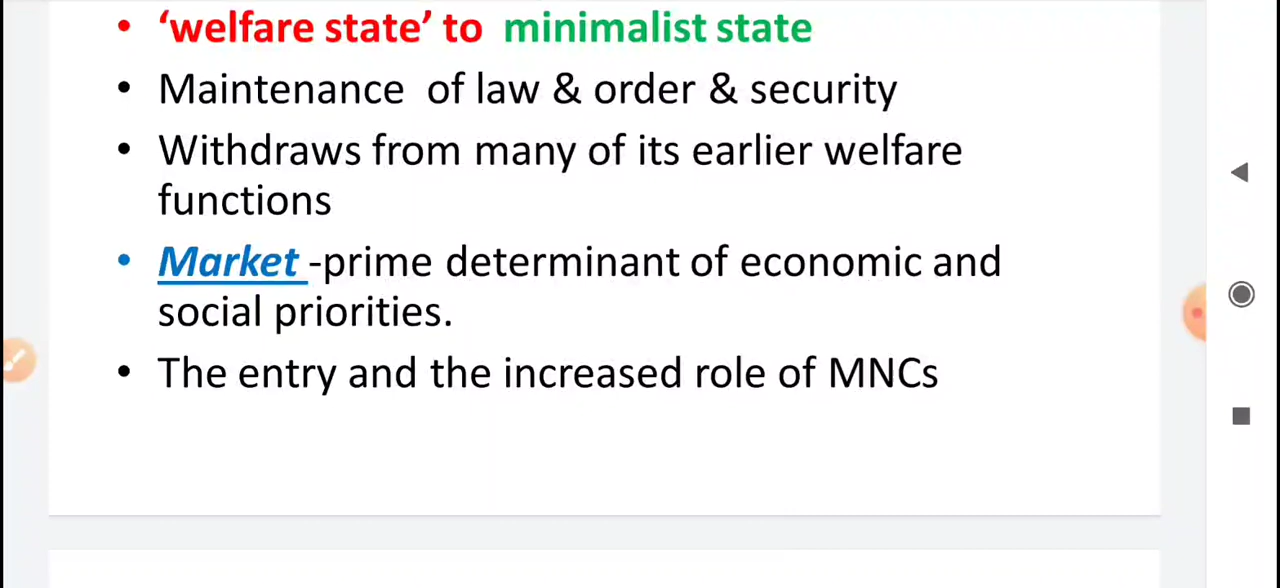 • ‘welfare state’ to minimalist state
• Maintenance of law & order & security
• Withdraws from many of its earlier welfare
functions
• Market -prime determinant of economic and
social priorities.
• The entry and the increased role of MNCs